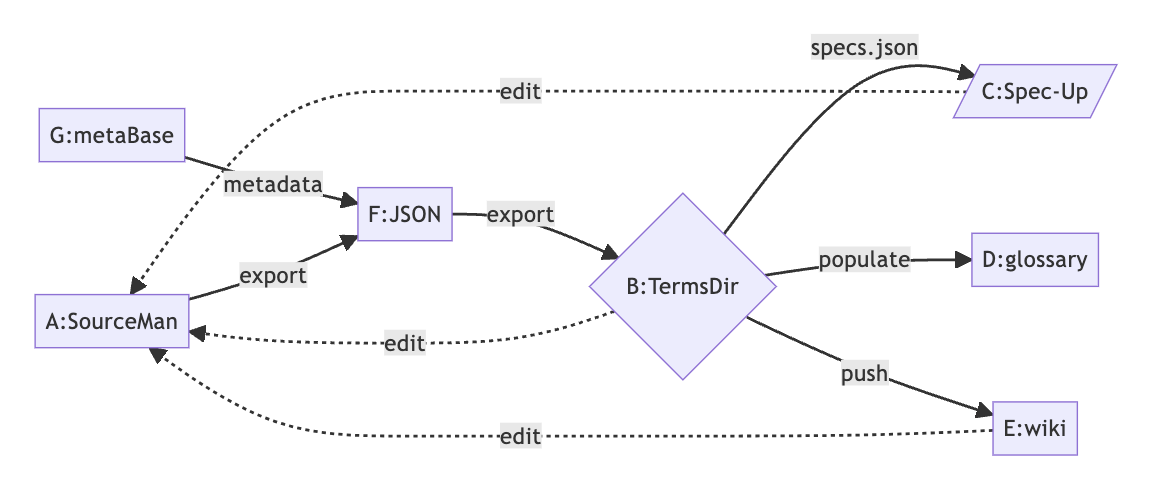 specs.json
edit
C:Spec-Up
G:metaBase
metadata
F:JSON
export
populate
D:glossary
export
B:TermsDir
A:SourceMan
edit
push
E:wiki
edit